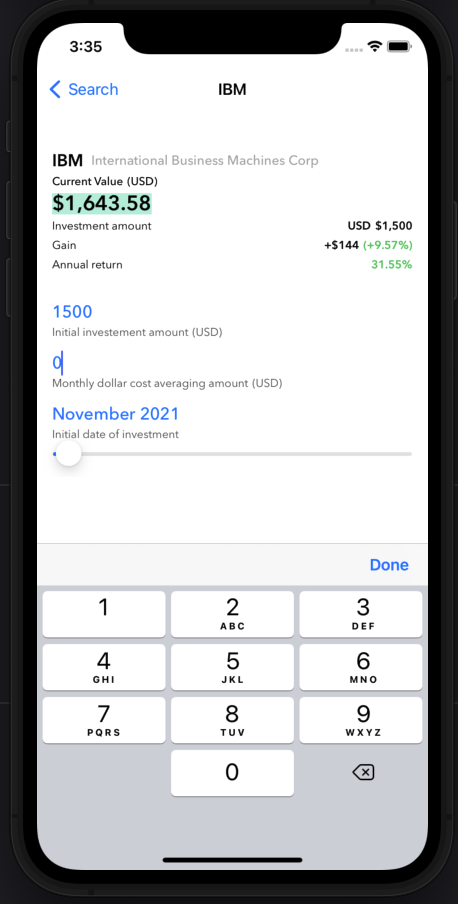 3:35
Search
IBM
IBM International Business Machines Corp
Current Value (USD)
$1,643.58
Investment amount USD $1,500
Gain +$144 (+9.57%)
Annual return 31.55%
1500
Initial investement amount (USD)
0
Monthly dollar cost averaging amount (USD)
November 2021
Initial date of investment
Done
1 2 3
ABC DEF
4 5 6
GHI JKL MNO
7 8 9
PQRS TUV WXYZ
0